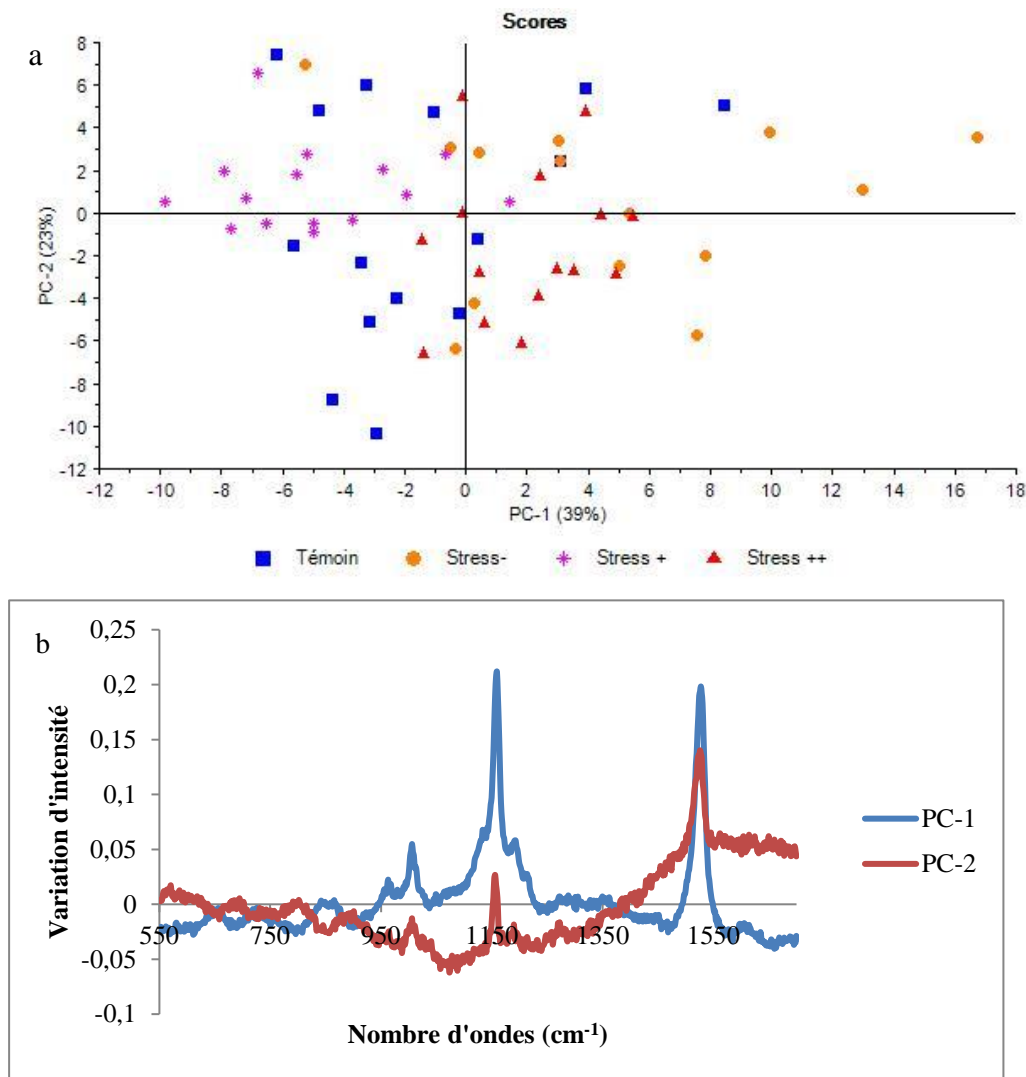 Scores
a
8
6
4
2
0
-2
-4
-6
-8
-10
-12
PC-2 (23%)
-12 -10 -8 -6 -4 -2 0 2 4 6 8 10 12 14 16 18
PC-1 (39%)
Témoin Stress- Stress + Stress ++
b
0,25
0,2
0,15
0,1
0,05
0
-0,05
-0,1
Variation d'intensité
550 750 950 1150 1350 1550
Nombre d'ondes (cm-1)
PC-1
PC-2